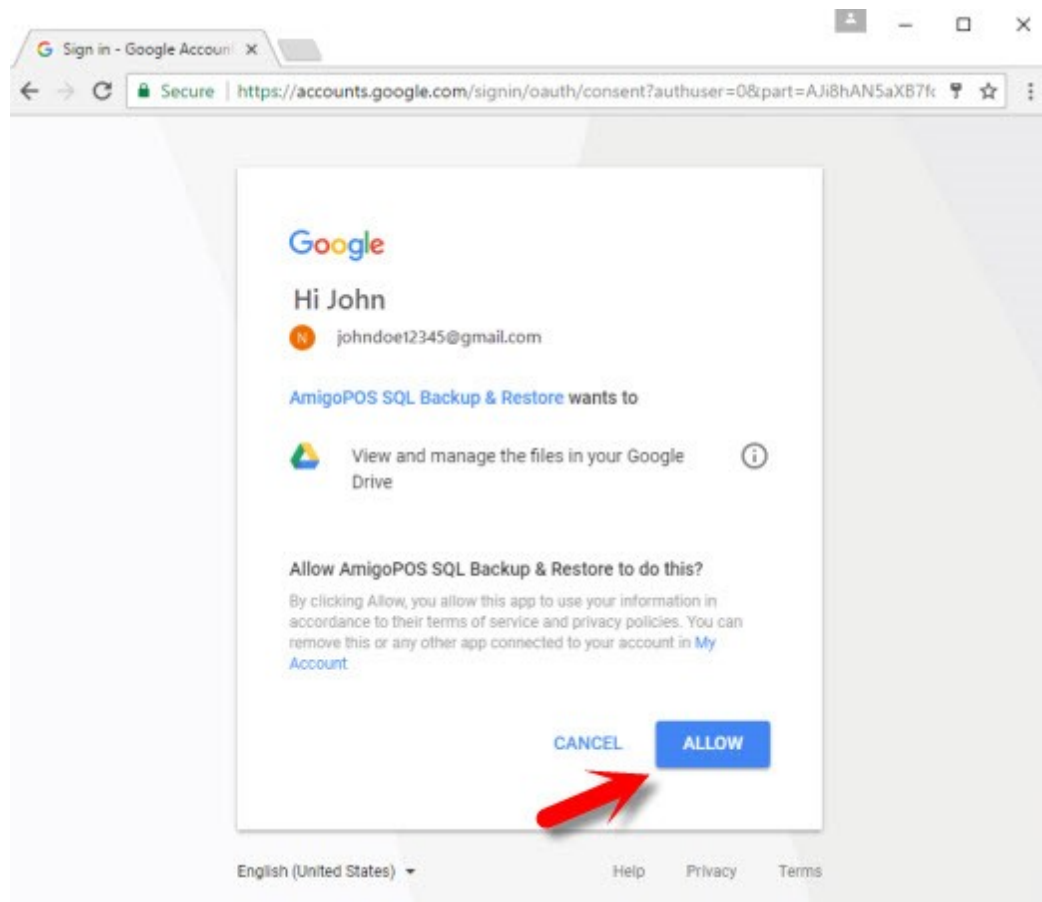 Sign in - Google Accoun
Secure https://accounts.google.com/signin/oauth/consent?authuser=0&part=AJi8hAN5aXB7fc
Google
Hi John
N johndoe12345@gmail.com
AmigoPOS SQL Backup & Restore wants to
View and manage the files in your Google
Drive
Allow AmigoPOS SQL Backup & Restore to do this?
By clicking Allow, you allow this app to use your information in
accordance to their terms of service and privacy policies. You can
remove this or any other app connected to your account in My
Account
CANCEL ALLOW
English (United States) Help Privacy Terms